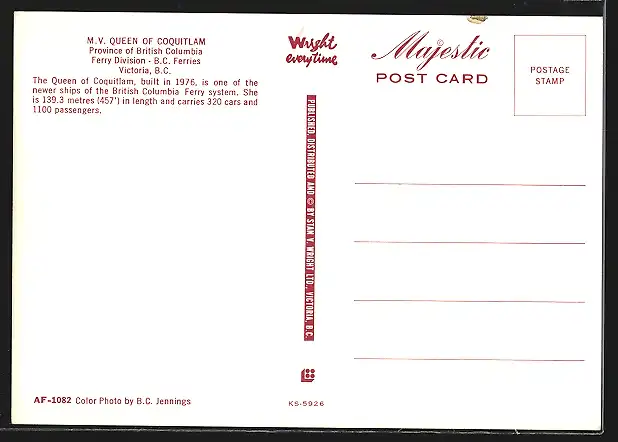 M.V. QUEEN OF COQUITLAM
Province of British Columbia
Ferry Division - B.C. Ferries
Victoria, B.C.
The Queen of Coquitlam, built in 1976, is one of the
newer ships of the British Columbia Ferry system. She
is 139.3 metres (457') in length and carries 320 cars and
1100 passengers.
Wright
everytime
Majestic
POST CARD
POSTAGE
STAMP
PUBLISHED, DISTRIBUTED AND © BY STAN V. WRIGHT LTD., VICTORIA, B.C.
AF-1082 Color Photo by B.C. Jennings
KS-5926